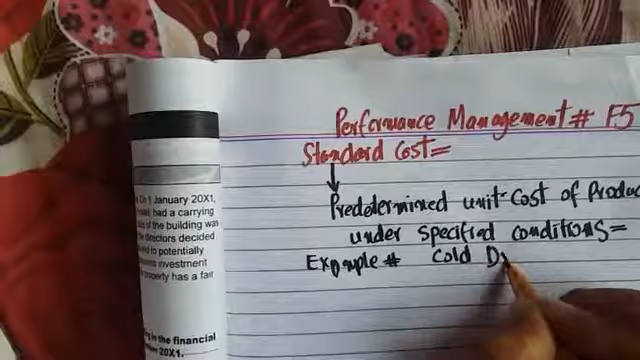 Performance Management # F5
Standard Cost=
Predetermined unit cost of Produc
under specified conditions=
Example # Cold D
On 1 January 20X1,
had a carrying
of the building was
directors decided
to potentially
investment
property has a fair
in the financial
20X1.